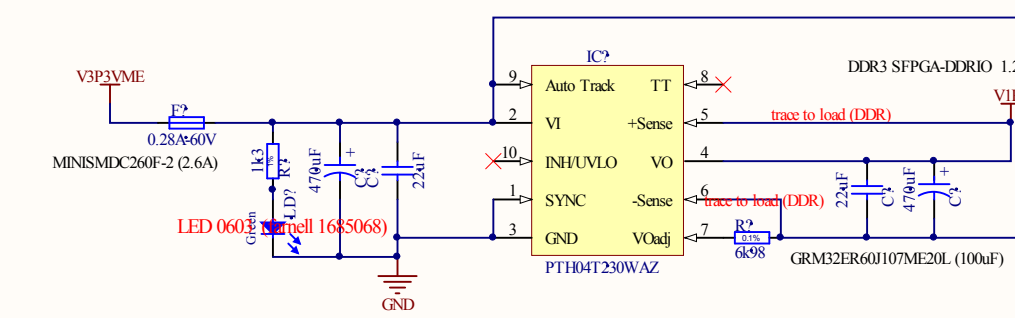 V3P3VME
F?
0.28A-60V
MINISMDC260F-2 (2.6A)
1k3
1%
R?
470uF
+
C?
C?
22uF
Green
LD?
LED 0603 (farnell 1685068)
GND
IC?
9 Auto Track
2 VI
10 INH/UVLO
1 SYNC
3 GND
TT 8
+Sense 5
VO 4
-Sense 6
VOadj 7
PTH04T230WAZ
DDR3 SFPGA-DDRIO 1.2
trace to load (DDR)
trace to load (DDR)
22uF
C?
470uF
+
C?
R?
0.1%
6k98
GRM32ER60J107ME20L (100uF)